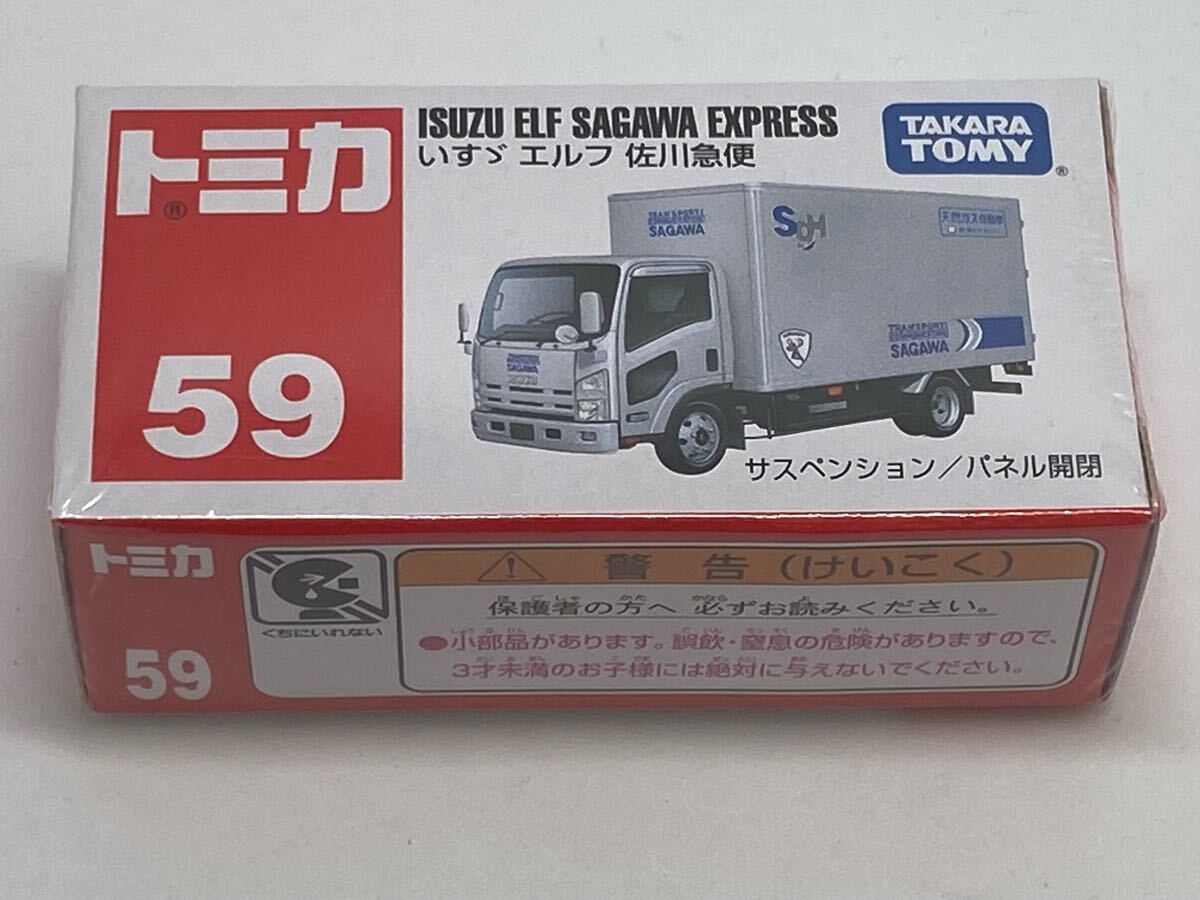 トミカ®
59
ISUZU ELF SAGAWA EXPRESS
いすゞ エルフ 佐川急便
TAKARA
TOMY®
TRANSPORT
SAGAWA
SgH
天然ガス自動車
TRANSPORT
SAGAWA
SAGAWA
サスペンション/パネル開閉
トミカ
59
くちにいれない
警告(けいこく)
保護者の方へ 必ずお読みください。
●小部品があります。誤飲・窒息の危険がありますので、
3才未満のお子様には絶対に与えないでください。